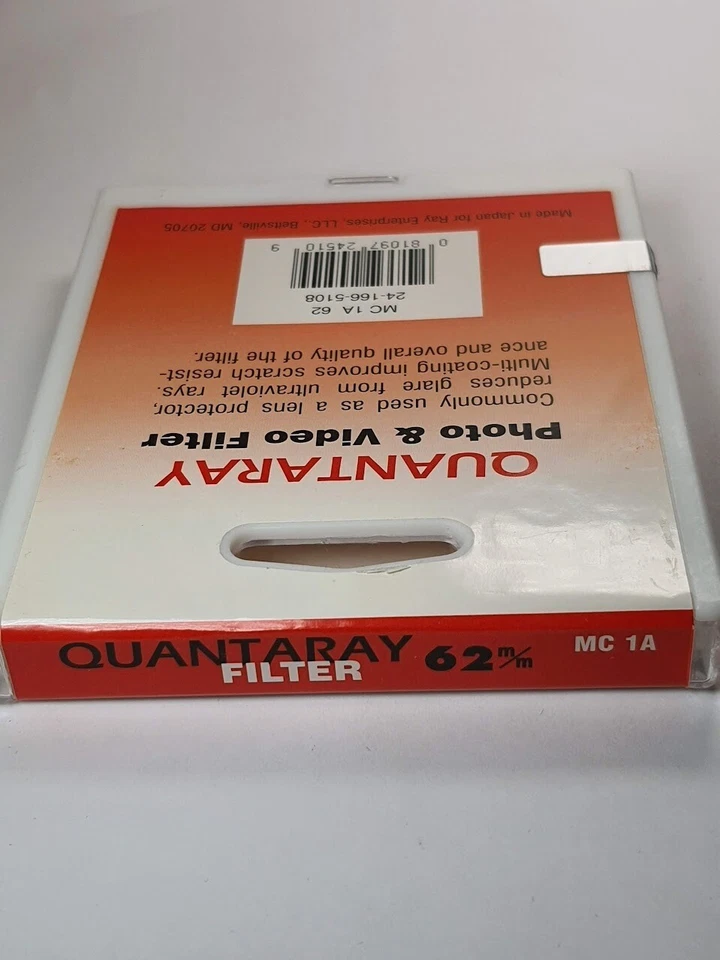 QUANTARAY
Photo & Video Filter
Commonly used as a lens protector,
reduces glare from ultraviolet rays.
Multi-coating improves scratch resist-
ance and overall quality of the filter.
MC 1A 62
24-166-5108
0 81097 24510 9
Made in Japan for Ray Enterprises, LLC., Beltsville, MD 20705
QUANTARAY 62 m/m MC 1A
FILTER